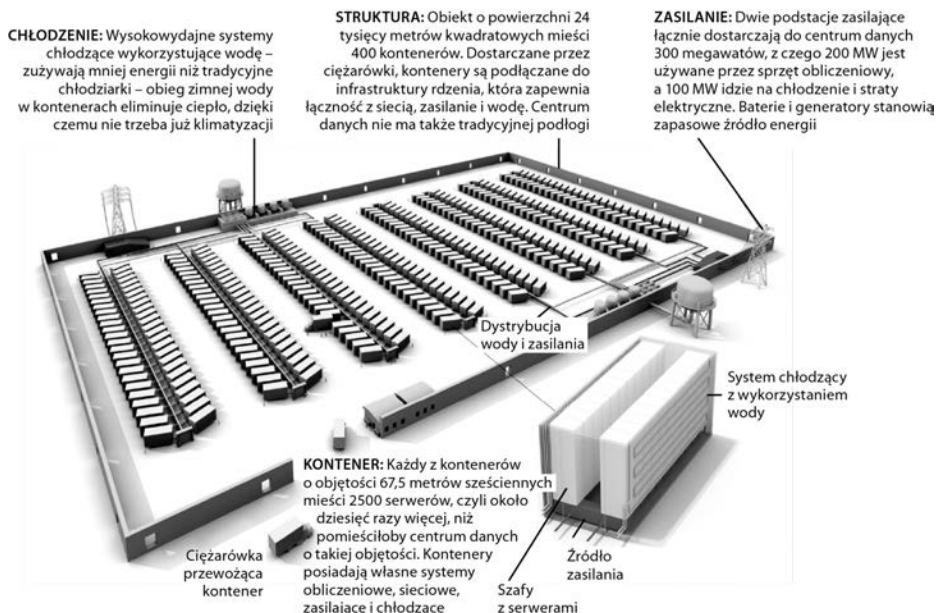 CHŁODZENIE: Wysokowydajne systemy
chłodzące wykorzystujące wodę –
zużywają mniej energii niż tradycyjne
chłodziarki – obieg zimnej wody
w kontenerach eliminuje ciepło, dzięki
czemu nie trzeba już klimatyzacji
STRUKTURA: Obiekt o powierzchni 24
tysięcy metrów kwadratowych mieści
400 kontenerów. Dostarczane przez
ciężarówki, kontenery są podłączane do
infrastruktury rdzenia, która zapewnia
łączność z siecią, zasilanie i wodę. Centrum
danych nie ma także tradycyjnej podłogi
ZASILANIE: Dwie podstacje zasilające
łącznie dostarczają do centrum danych
300 megawatów, z czego 200 MW jest
używane przez sprzęt obliczeniowy,
a 100 MW idzie na chłodzenie i straty
elektryczne. Baterie i generatory stanowią
zapasowe źródło energii
Dystrybucja
wody i zasilania
System chłodzący
z wykorzystaniem
wody
KONTENER: Każdy z kontenerów
o objętości 67,5 metrów sześciennych
mieści 2500 serwerów, czyli około
dziesięć razy więcej, niż
pomieściłoby centrum danych
o takiej objętości. Kontenery
posiadają własne systemy
obliczeniowe, sieciowe,
zasilające i chłodzące
Ciężarówka
przewożąca
kontener
Źródło
zasilania
Szafy
z serwerami